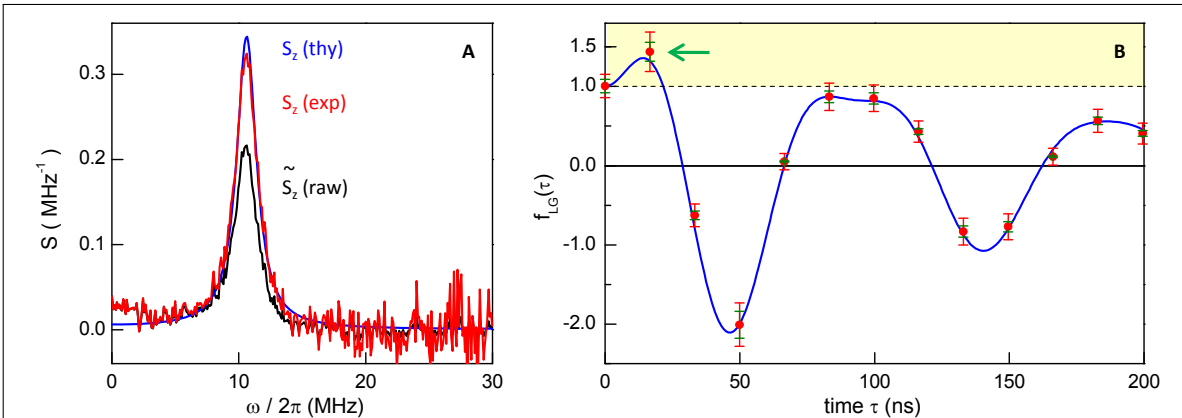 A
S_z (thy)
S_z (exp)
S̃_z (raw)
S ( MHz⁻¹)
0.3
0.2
0.1
0.0
0 10 20 30
ω / 2π (MHz)
B
f_LG(τ)
1.5
1.0
0.0
-1.0
-2.0
0 50 100 150 200
time τ (ns)